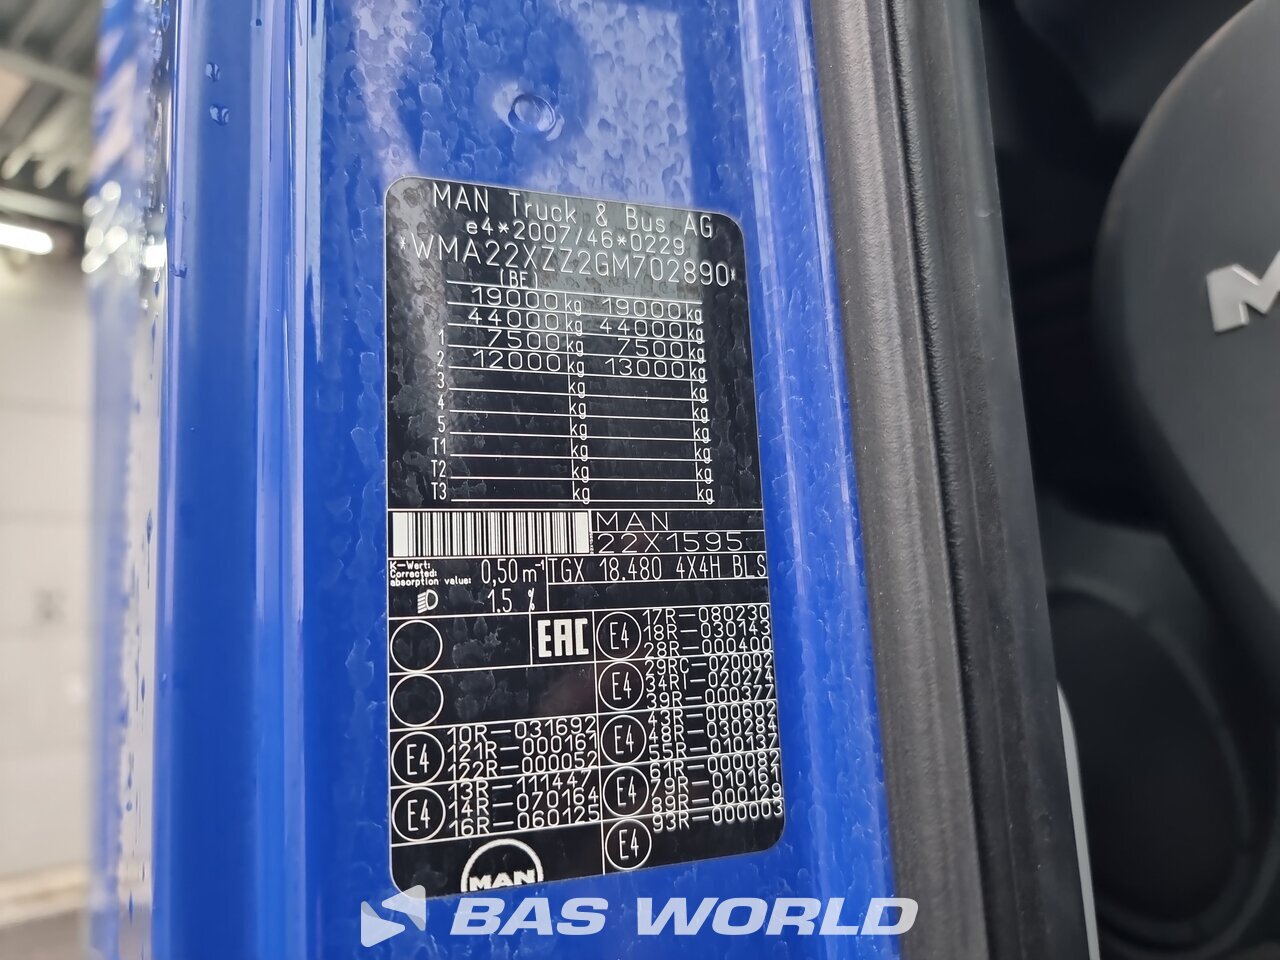 MAN Truck & Bus AG
e4*2007/46*0229
*WMA22XZZ2GM702890*
(BF)
19000 kg 19000 kg
44000 kg 44000 kg
1 7500 kg 7500 kg
2 12000 kg 13000 kg
3 kg kg
4 kg kg
5 kg kg
T1 kg kg
T2 kg kg
T3 kg kg
MAN
22X1595
K-Wert:
Corrected
absorption value: 0,50 m⁻¹
TGX 18.480 4X4H BLS
1.5 %
EAC
E4 17R-080230
18R-030143
28R-000400
E4 29RC-020002
34RI-020274
39R-000377
E4 43R-000602
48R-030284
55R-010137
E4 61R-000082
79R-010161
89R-000129
E4 93R-000003
E4 10R-031692
121R-000162
122R-000052
E4 13R-111447
14R-070164
16R-060125
MAN
M
BAS WORLD